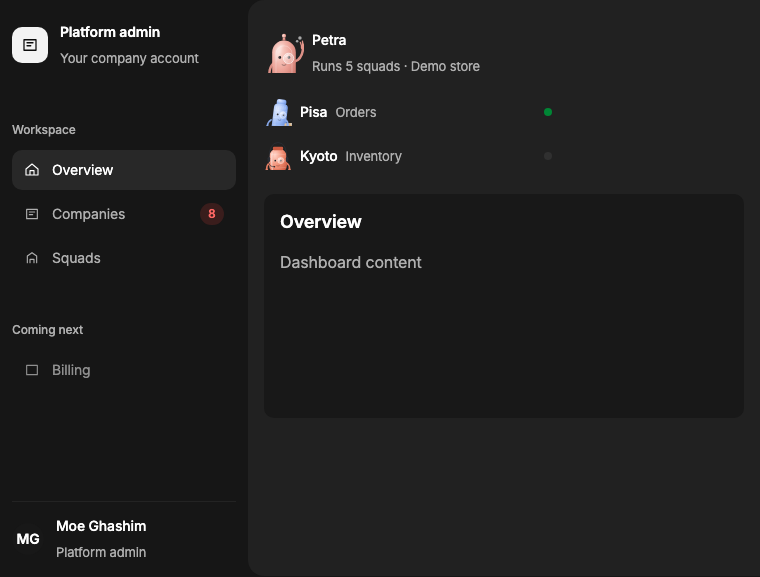 Platform admin
Your company account
Workspace
Overview
Companies 8
Squads
Coming next
Billing
MG
Moe Ghashim
Platform admin
Petra
Runs 5 squads · Demo store
Pisa Orders
Kyoto Inventory
Overview
Dashboard content